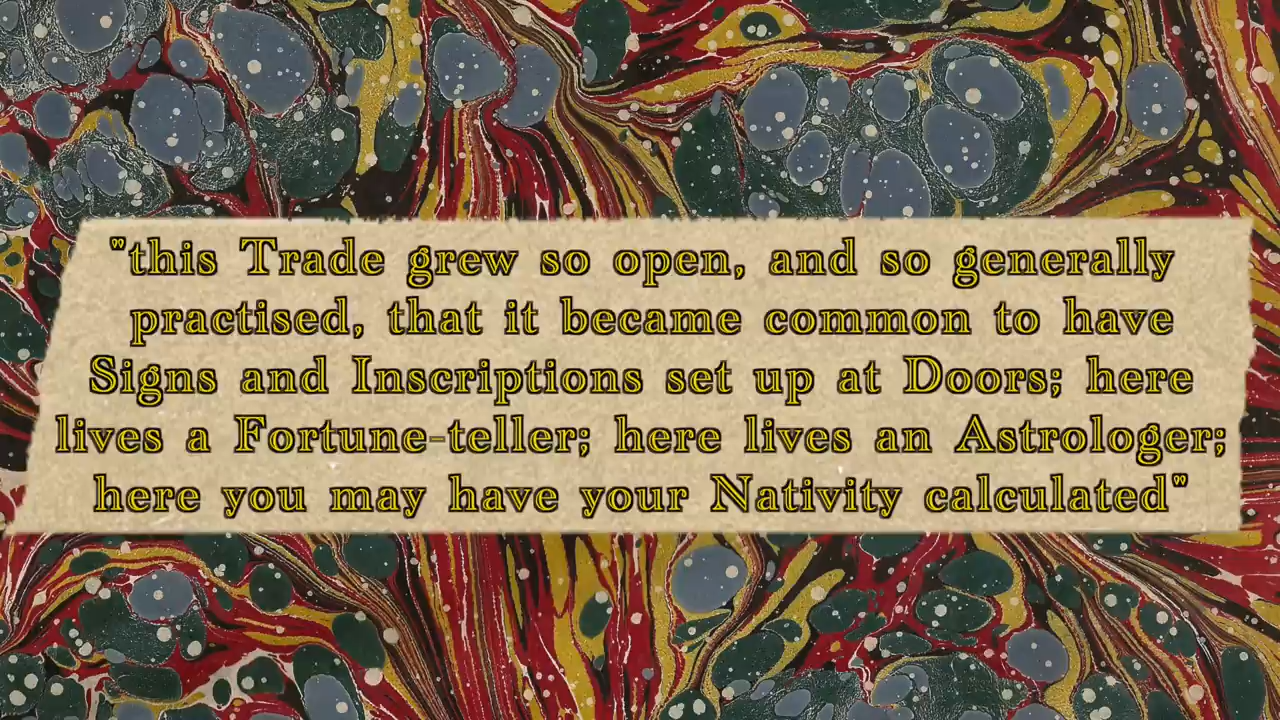 "this Trade grew so open, and so generally
practised, that it became common to have
Signs and Inscriptions set up at Doors; here
lives a Fortune-teller; here lives an Astrologer;
here you may have your Nativity calculated"